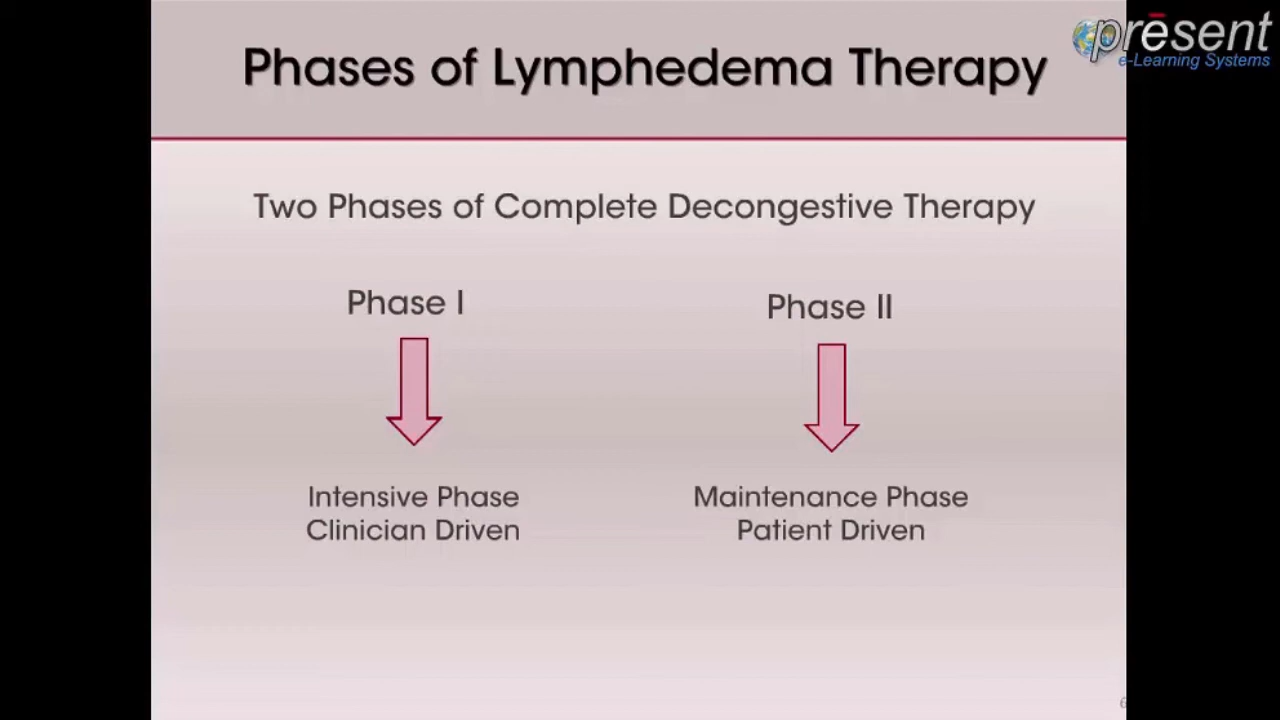 présent
e-Learning Systems
Phases of Lymphedema Therapy
Two Phases of Complete Decongestive Therapy
Phase I
Phase II
Intensive Phase
Clinician Driven
Maintenance Phase
Patient Driven